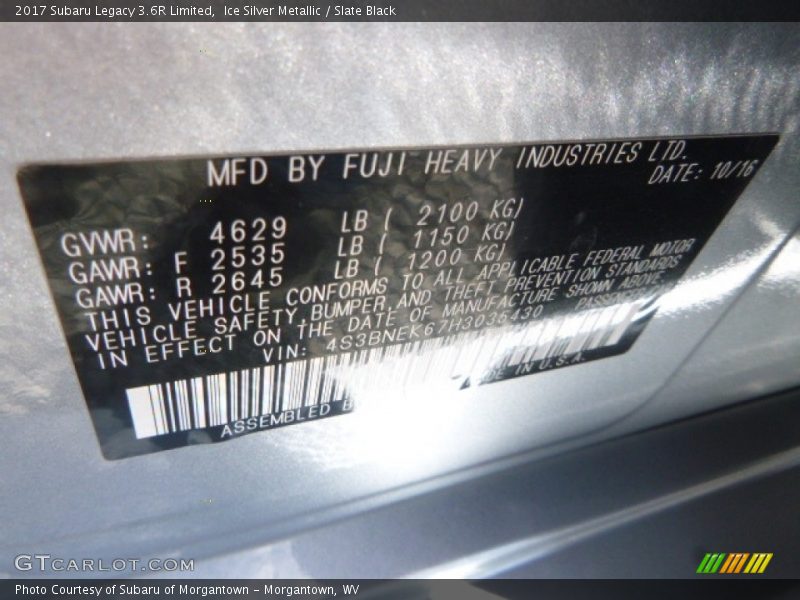 2017 Subaru Legacy 3.6R Limited, Ice Silver Metallic / Slate Black
MFD BY FUJI HEAVY INDUSTRIES LTD.
DATE: 10/16
GVWR: 4629 LB ( 2100 KG)
GAWR: F 2535 LB ( 1150 KG)
GAWR: R 2645 LB ( 1200 KG)
THIS VEHICLE CONFORMS TO ALL APPLICABLE FEDERAL MOTOR
VEHICLE SAFETY, BUMPER, AND THEFT PREVENTION STANDARDS
IN EFFECT ON THE DATE OF MANUFACTURE SHOWN ABOVE
VIN: 4S3BNEK67H3035430
ASSEMBLED IN U.S.A.
GTCARLOT.COM
Photo Courtesy of Subaru of Morgantown - Morgantown, WV